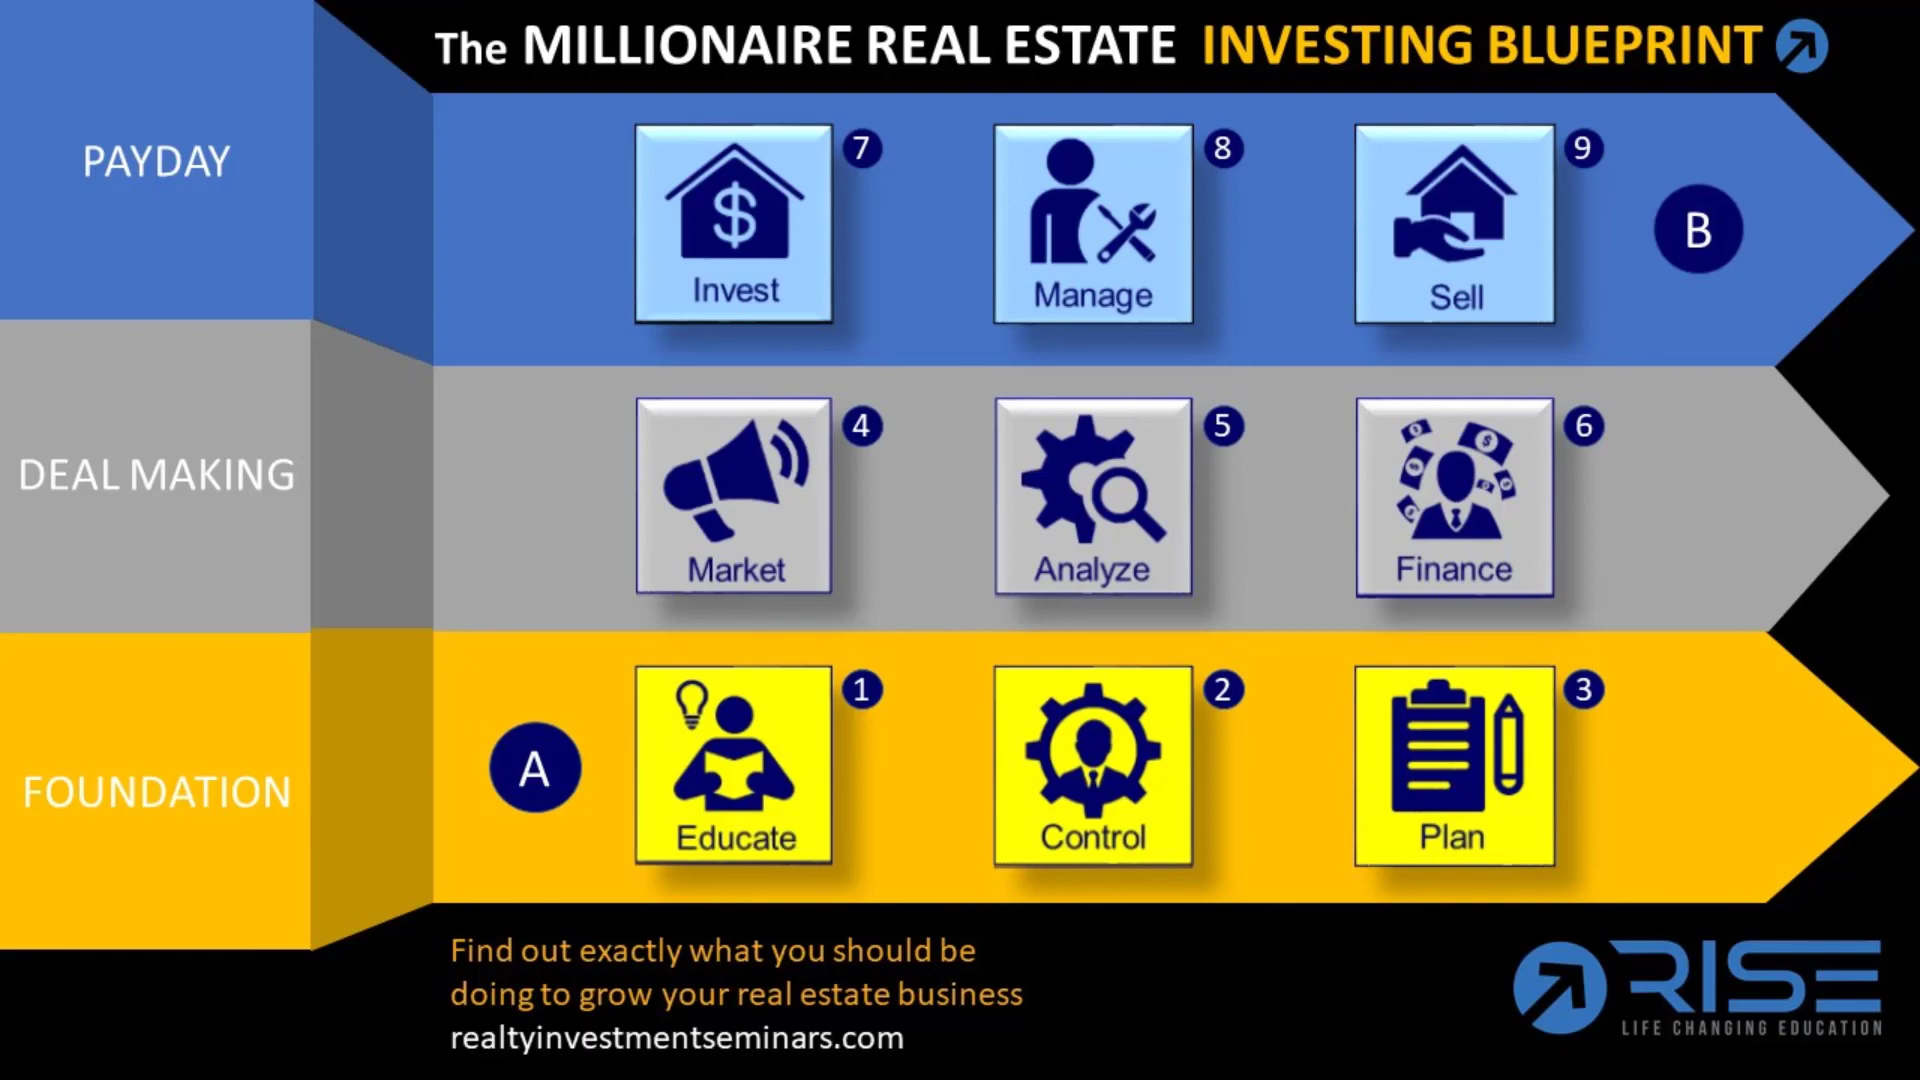 The MILLIONAIRE REAL ESTATE INVESTING BLUEPRINT
PAYDAY
7
8
9
Invest
Manage
Sell
B
DEAL MAKING
4
5
6
Market
Analyze
Finance
FOUNDATION
A
1
2
3
Educate
Control
Plan
Find out exactly what you should be
doing to grow your real estate business
realtyinvestmentseminars.com
RISE
LIFE CHANGING EDUCATION